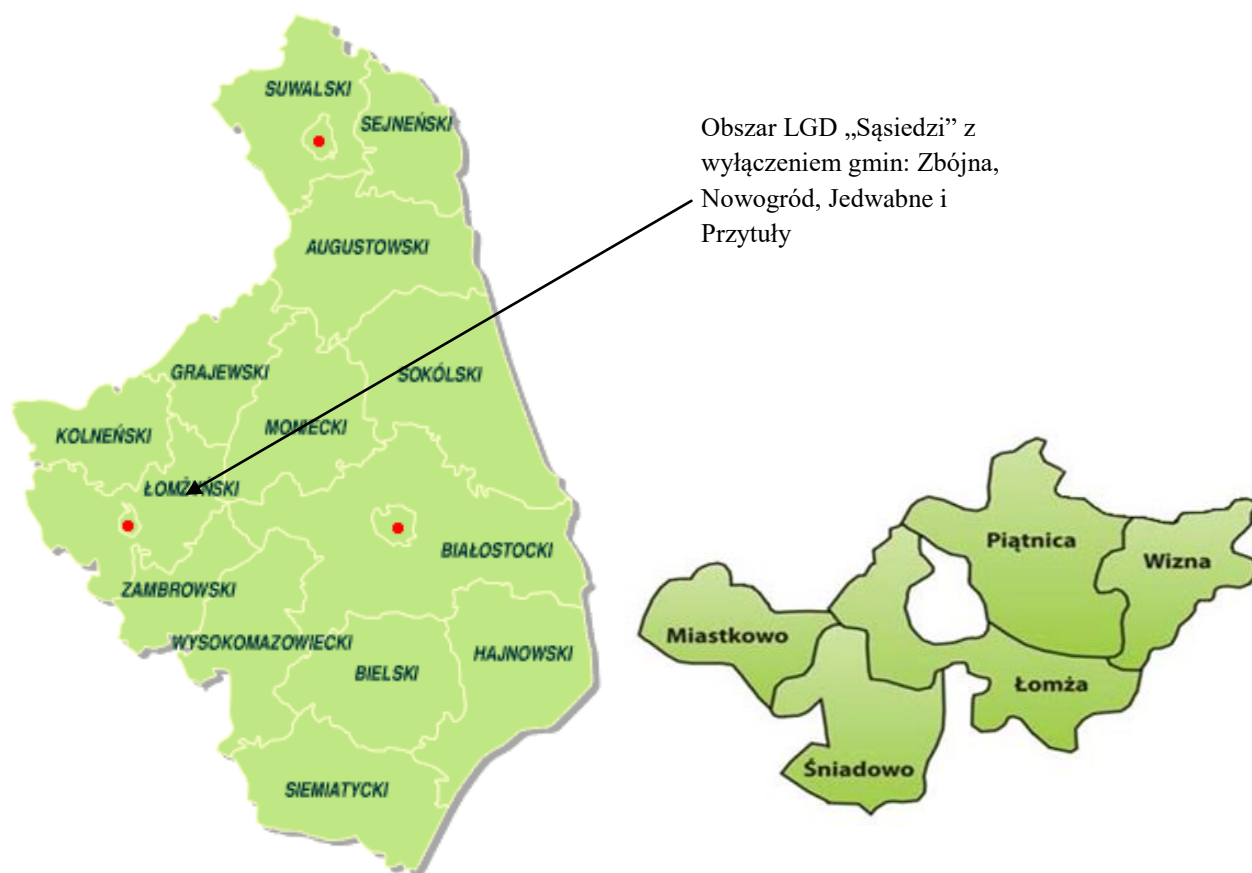 SUWALSKI
SEJNEŃSKI
Obszar LGD „Sąsiedzi” z
wyłączeniem gmin: Zbójna,
Nowogród, Jedwabne i
Przytuły
AUGUSTOWSKI
GRAJEWSKI
SOKÓLSKI
KOLNEŃSKI
MONIECKI
ŁOMŻYŃSKI
BIAŁOSTOCKI
ZAMBROWSKI
WYSOKOMAZOWIECKI
BIELSKI
HAJNOWSKI
SIEMIATYCKI
Piątnica
Wizna
Miastkowo
Łomża
Śniadowo